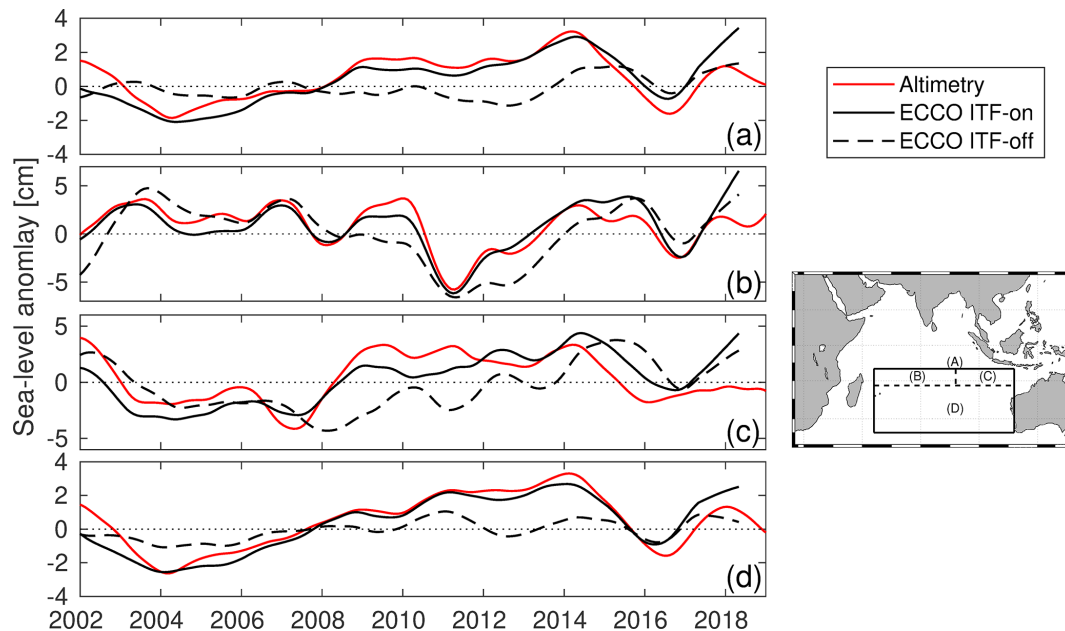 4
2
0
-2
-4
(a)
Altimetry
ECCO ITF-on
ECCO ITF-off
5
0
-5
(b)
Sea-level anomlay [cm]
5
0
-5
(c)
(A)
(B)
(C)
(D)
4
2
0
-2
-4
(d)
2002 2004 2006 2008 2010 2012 2014 2016 2018